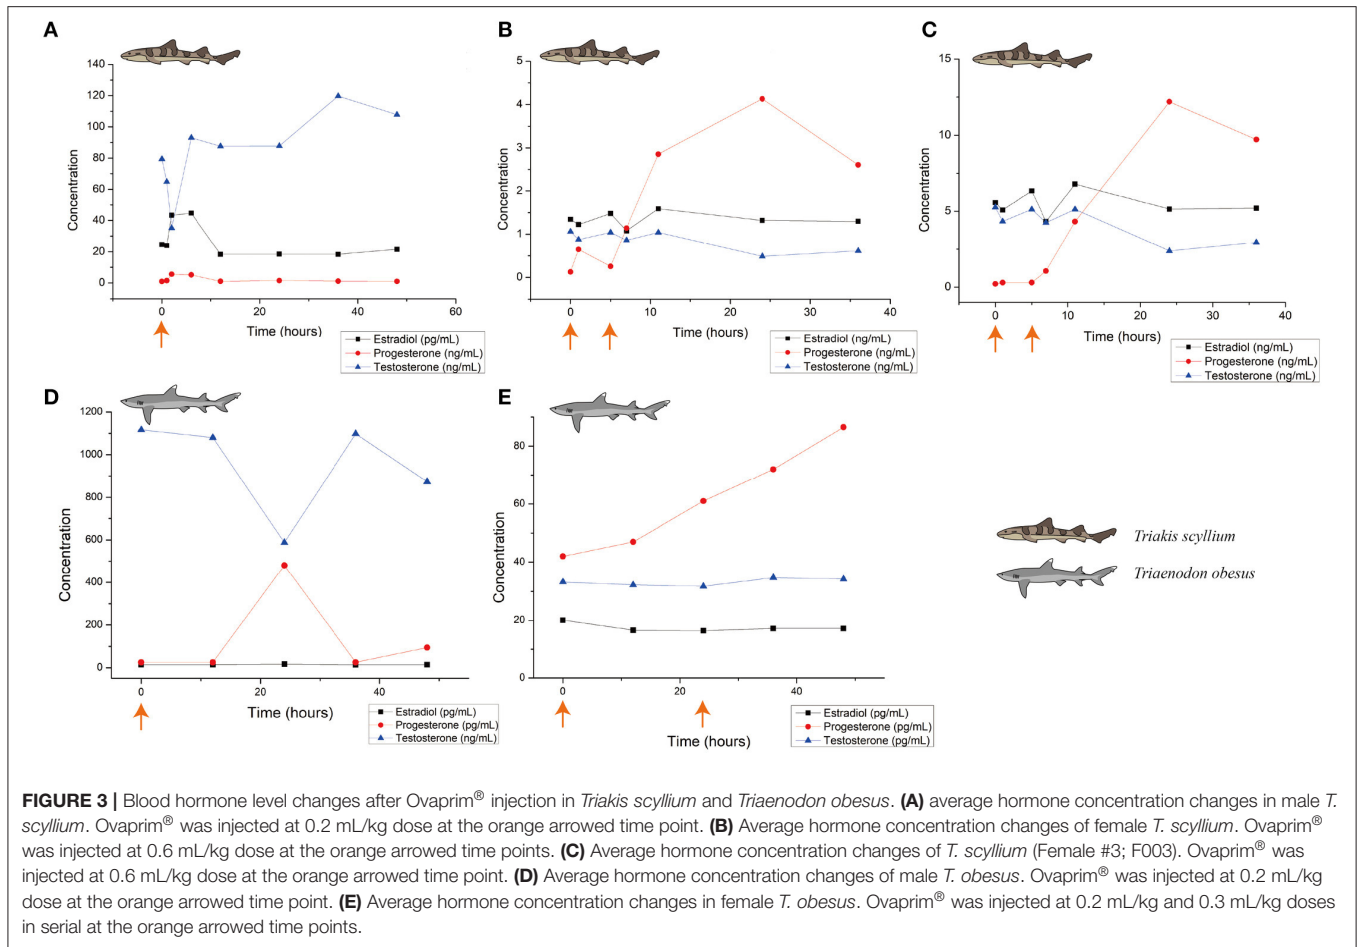 A
140
120
100
80
60
40
20
0
Concentration
0
20
40
60
Time (hours)
Estradiol (pg/mL)
Progesterone (ng/mL)
Testosterone (ng/mL)
B
5
4
3
2
1
0
Concentration
0
10
20
30
40
Time (hours)
Estradiol (ng/mL)
Progesterone (ng/mL)
Testosterone (ng/mL)
C
15
10
5
0
Concentration
0
10
20
30
40
Time (hours)
Estradiol (ng/mL)
Progesterone (ng/mL)
Testosterone (ng/mL)
D
1200
1000
800
600
400
200
0
Concentration
0
20
40
Time (hours)
Estradiol (pg/mL)
Progesterone (pg/mL)
Testosterone (ng/mL)
E
80
60
40
20
0
Concentration
0
20
40
Time (hours)
Estradiol (pg/mL)
Progesterone (pg/mL)
Testosterone (pg/mL)
Triakis scyllium
Triaenodon obesus
FIGURE 3 | Blood hormone level changes after Ovaprim® injection in Triakis scyllium and Triaenodon obesus. (A) average hormone concentration changes in male T.
scyllium. Ovaprim® was injected at 0.2 mL/kg dose at the orange arrowed time point. (B) Average hormone concentration changes of female T. scyllium. Ovaprim®
was injected at 0.6 mL/kg dose at the orange arrowed time points. (C) Average hormone concentration changes of T. scyllium (Female #3; F003). Ovaprim® was
injected at 0.6 mL/kg dose at the orange arrowed time point. (D) Average hormone concentration changes of male T. obesus. Ovaprim® was injected at 0.2 mL/kg
dose at the orange arrowed time point. (E) Average hormone concentration changes in female T. obesus. Ovaprim® was injected at 0.2 mL/kg and 0.3 mL/kg doses
in serial at the orange arrowed time points.